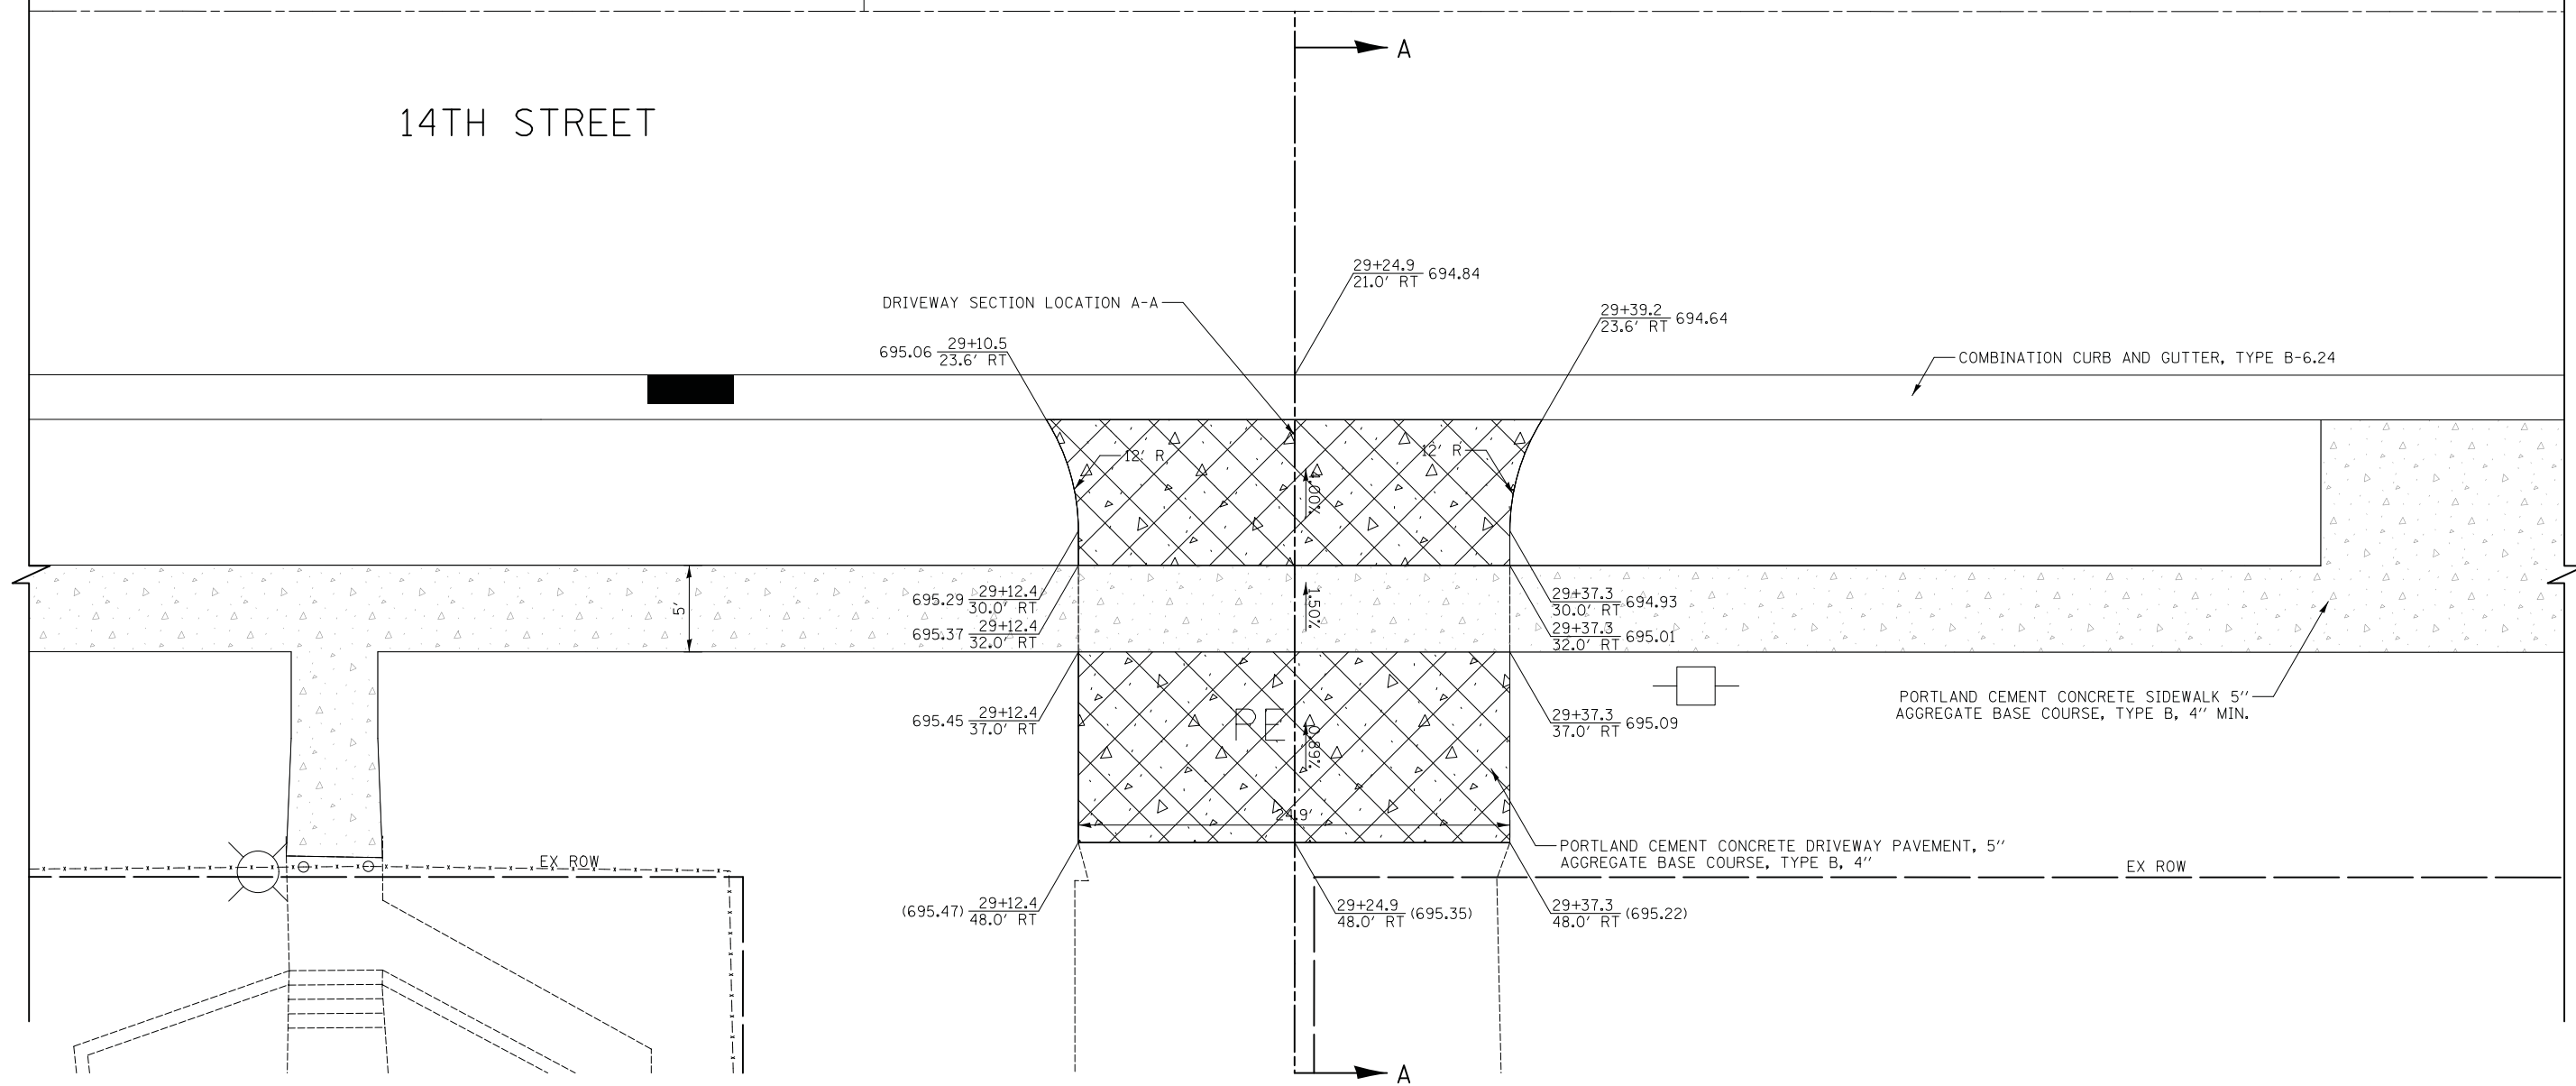 A
14TH STREET
29+24.9
21.0' RT 694.84
DRIVEWAY SECTION LOCATION A-A
29+39.2
23.6' RT 694.64
695.06 29+10.5
23.6' RT
COMBINATION CURB AND GUTTER, TYPE B-6.24
12' R
12' R
4.00%
5'
1.50%
695.29 29+12.4
30.0' RT
695.37 29+12.4
32.0' RT
29+37.3
30.0' RT 694.93
29+37.3
32.0' RT 695.01
695.45 29+12.4
37.0' RT
PE
0.89%
29+37.3
37.0' RT 695.09
PORTLAND CEMENT CONCRETE SIDEWALK 5"
AGGREGATE BASE COURSE, TYPE B, 4" MIN.
24.9'
PORTLAND CEMENT CONCRETE DRIVEWAY PAVEMENT, 5"
AGGREGATE BASE COURSE, TYPE B, 4"
EX ROW
EX ROW
(695.47) 29+12.4
48.0' RT
29+24.9
48.0' RT (695.35)
29+37.3
48.0' RT (695.22)
A